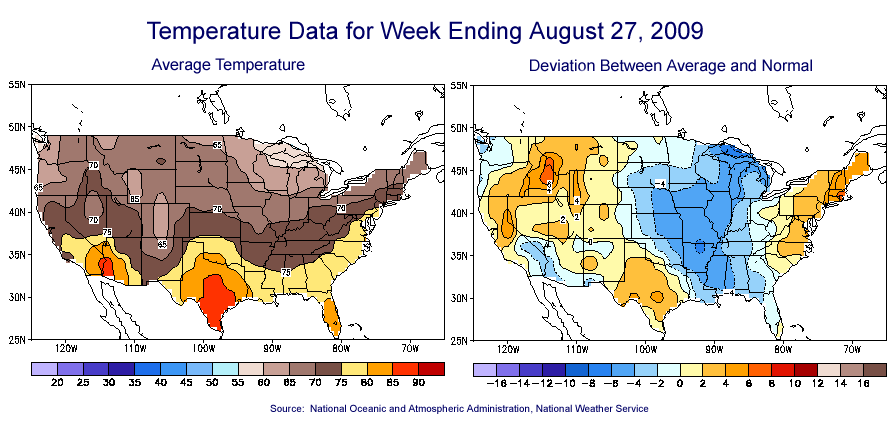 Temperature Data for Week Ending August 27, 2009
Average Temperature
Deviation Between Average and Normal
55N
50N
45N
40N
35N
30N
25N
120W 110W 100W 90W 80W 70W
65
70
65
65
70
75
70
70
65
75
20 25 30 35 40 45 50 55 60 65 70 75 80 85 90
55N
50N
45N
40N
35N
30N
25N
120W 110W 100W 90W 80W 70W
-4
4
2
2
0
-4
-16 -14 -12 -10 -8 -6 -4 -2 0 2 4 6 8 10 12 14 16
Source: National Oceanic and Atmospheric Administration, National Weather Service